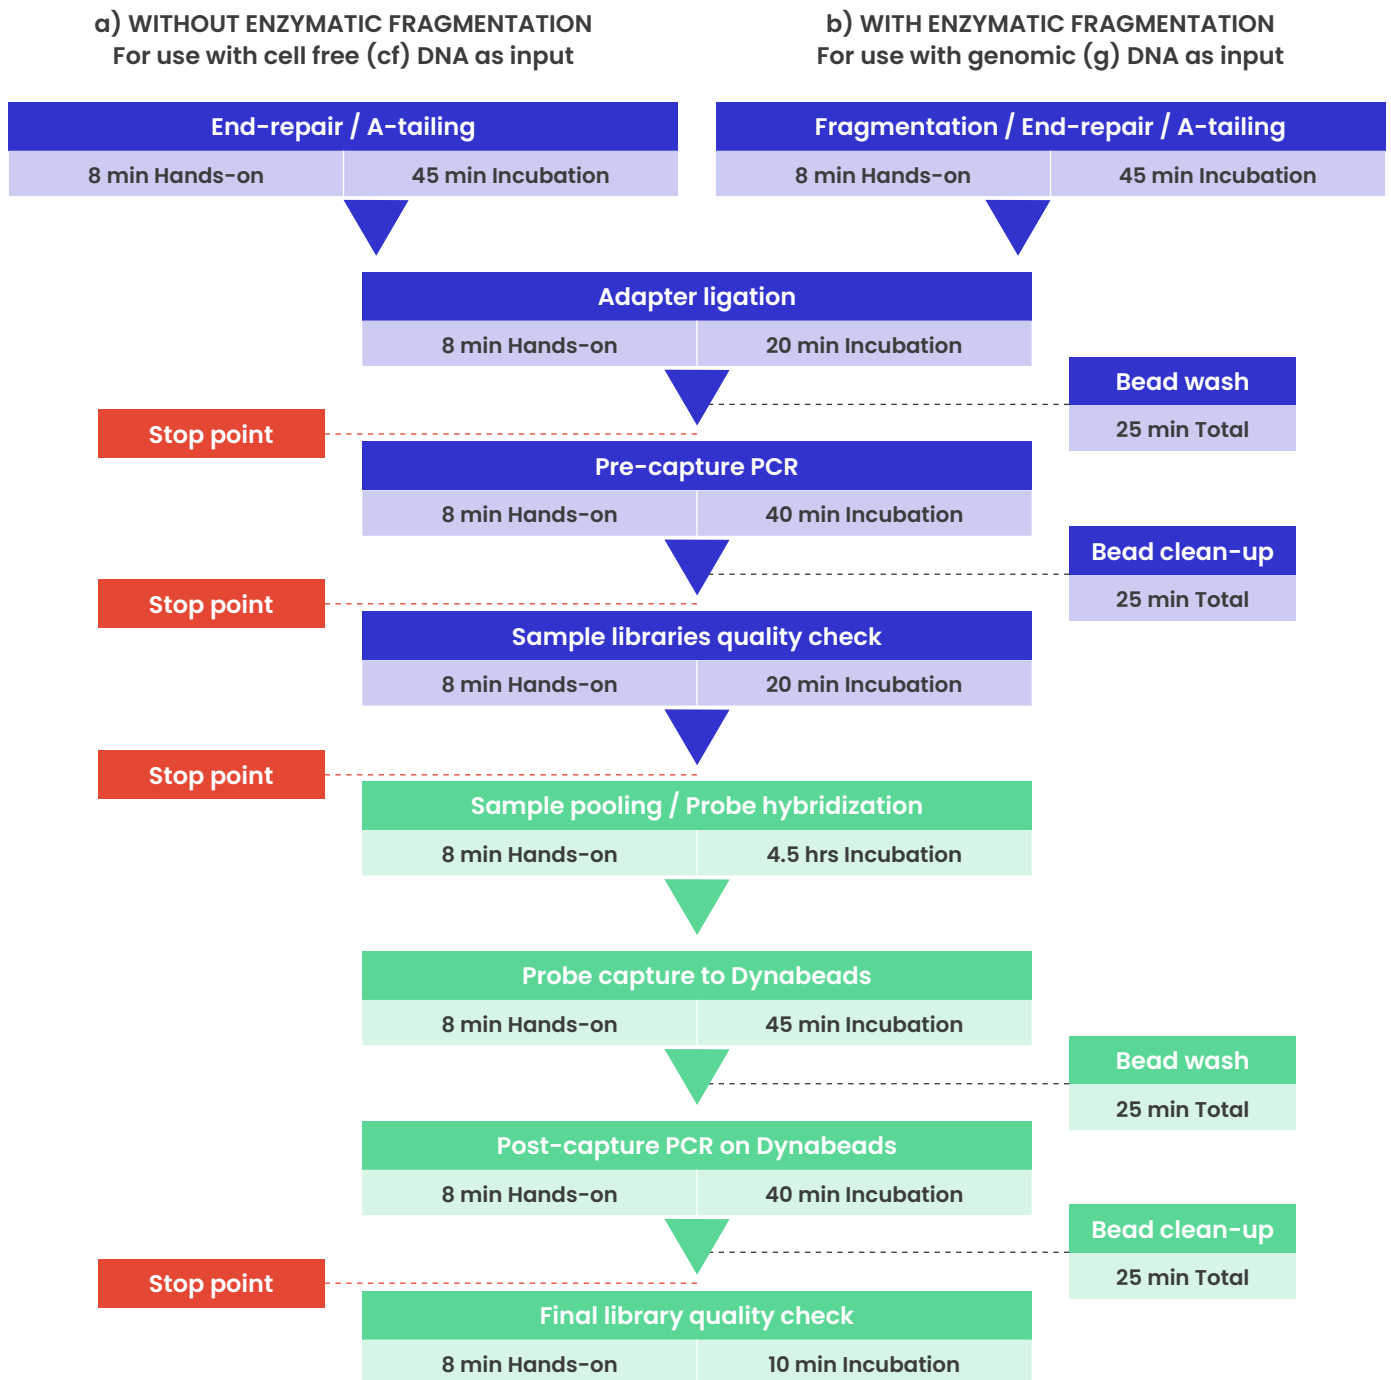 a) WITHOUT ENZYMATIC FRAGMENTATION
For use with cell free (cf) DNA as input
b) WITH ENZYMATIC FRAGMENTATION
For use with genomic (g) DNA as input
End-repair / A-tailing
8 min Hands-on
45 min Incubation
Fragmentation / End-repair / A-tailing
8 min Hands-on
45 min Incubation
Adapter ligation
8 min Hands-on
20 min Incubation
Bead wash
25 min Total
Stop point
Pre-capture PCR
8 min Hands-on
40 min Incubation
Bead clean-up
25 min Total
Stop point
Sample libraries quality check
8 min Hands-on
20 min Incubation
Stop point
Sample pooling / Probe hybridization
8 min Hands-on
4.5 hrs Incubation
Probe capture to Dynabeads
8 min Hands-on
45 min Incubation
Bead wash
25 min Total
Post-capture PCR on Dynabeads
8 min Hands-on
40 min Incubation
Bead clean-up
25 min Total
Stop point
Final library quality check
8 min Hands-on
10 min Incubation